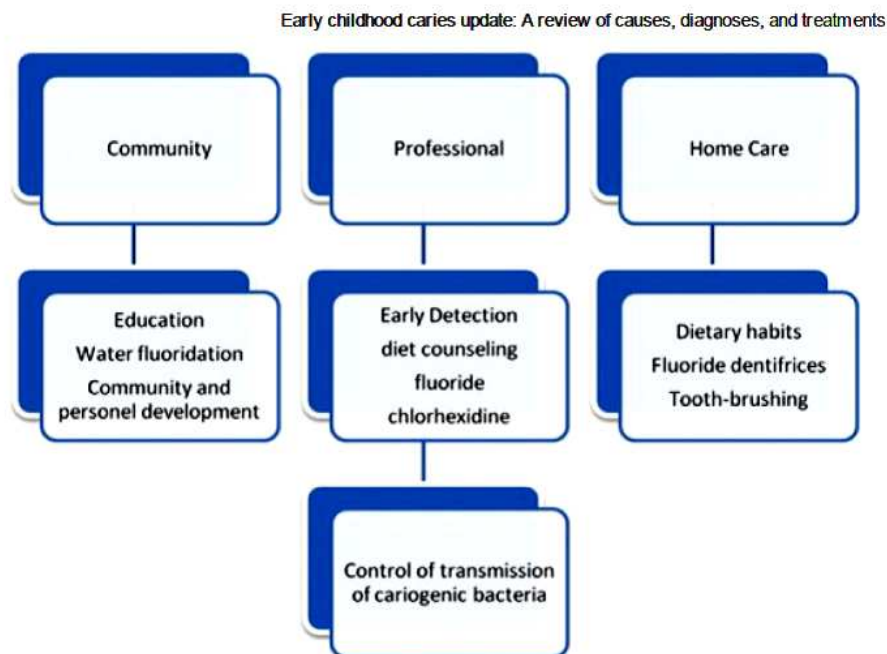 Early childhood caries update: A review of causes, diagnoses, and treatments
Community
Professional
Home Care
Education
Water fluoridation
Community and
personel development
Early Detection
diet counseling
fluoride
chlorhexidine
Dietary habits
Fluoride dentifrices
Tooth-brushing
Control of transmission
of cariogenic bacteria